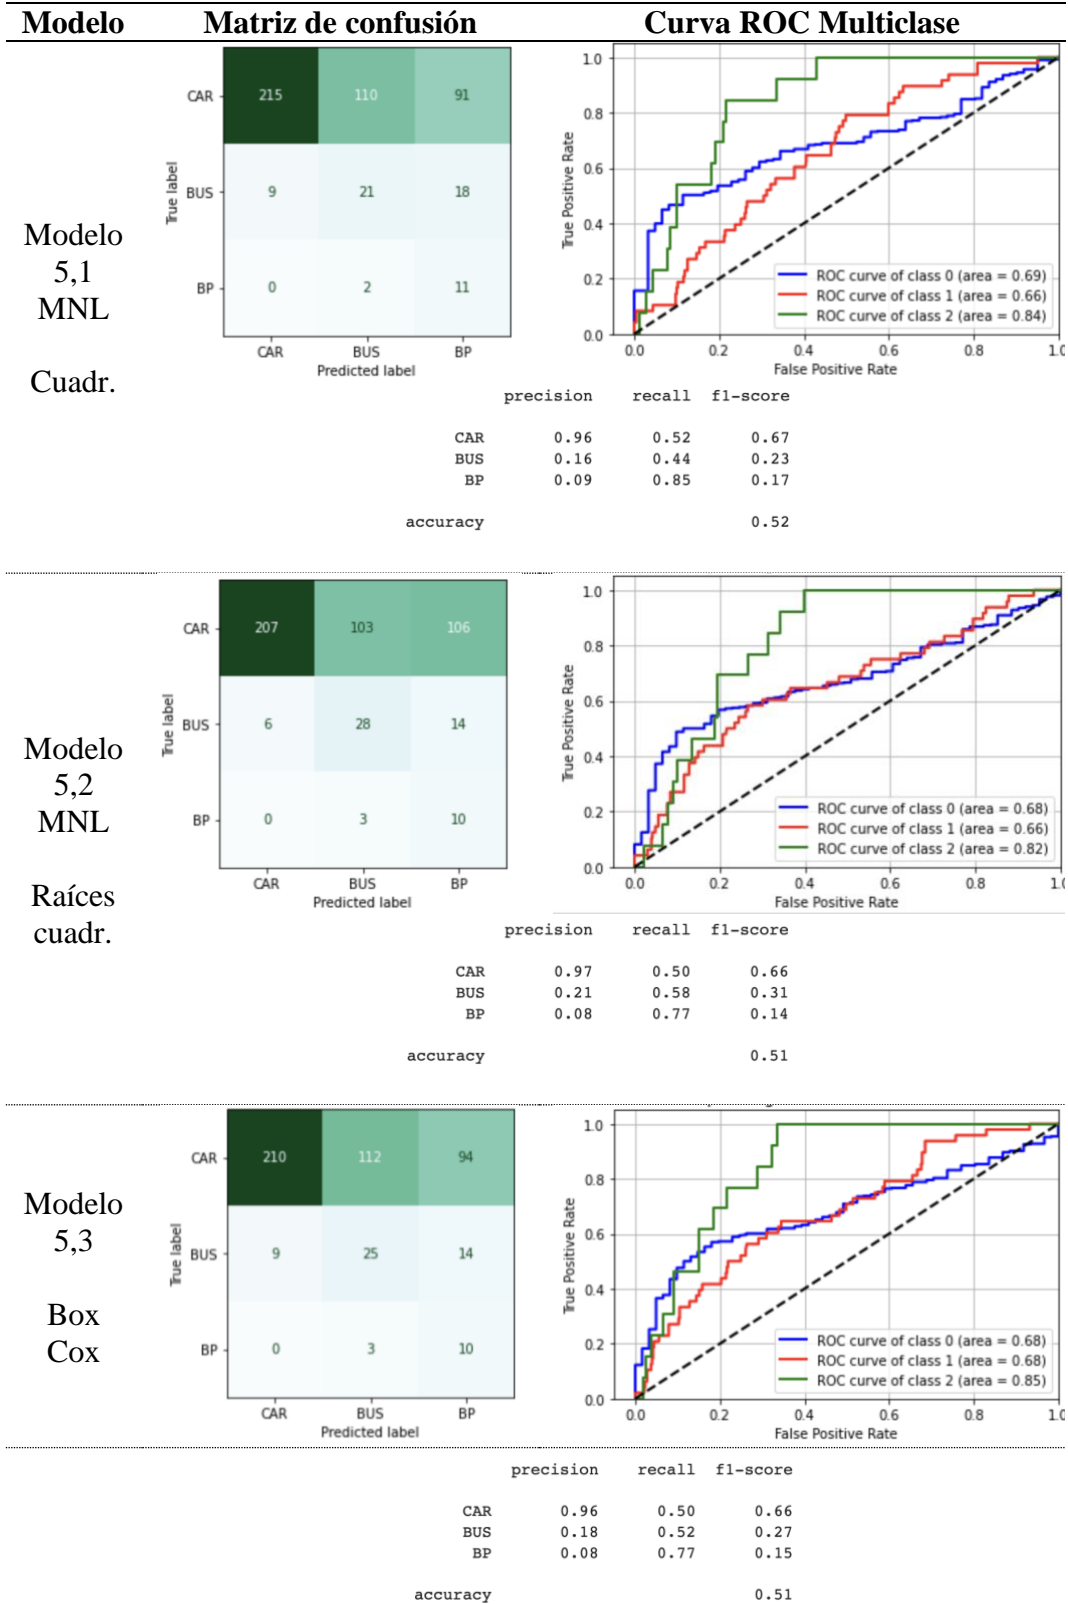 Modelo Matriz de confusión Curva ROC Multiclase
Modelo
5,1
MNL
Cuadr.
True label
CAR 215 110 91
BUS 9 21 18
BP 0 2 11
CAR BUS BP
Predicted label
True Positive Rate
1.0
0.8
0.6
0.4
0.2
0.0
ROC curve of class 0 (area = 0.69)
ROC curve of class 1 (area = 0.66)
ROC curve of class 2 (area = 0.84)
0.0 0.2 0.4 0.6 0.8 1.0
False Positive Rate
precision recall f1-score
CAR 0.96 0.52 0.67
BUS 0.16 0.44 0.23
BP 0.09 0.85 0.17
accuracy 0.52
Modelo
5,2
MNL
Raíces
cuadr.
True label
CAR 207 103 106
BUS 6 28 14
BP 0 3 10
CAR BUS BP
Predicted label
True Positive Rate
1.0
0.8
0.6
0.4
0.2
0.0
ROC curve of class 0 (area = 0.68)
ROC curve of class 1 (area = 0.66)
ROC curve of class 2 (area = 0.82)
0.0 0.2 0.4 0.6 0.8 1.0
False Positive Rate
precision recall f1-score
CAR 0.97 0.50 0.66
BUS 0.21 0.58 0.31
BP 0.08 0.77 0.14
accuracy 0.51
Modelo
5,3
Box
Cox
True label
CAR 210 112 94
BUS 9 25 14
BP 0 3 10
CAR BUS BP
Predicted label
True Positive Rate
1.0
0.8
0.6
0.4
0.2
0.0
ROC curve of class 0 (area = 0.68)
ROC curve of class 1 (area = 0.68)
ROC curve of class 2 (area = 0.85)
0.0 0.2 0.4 0.6 0.8 1.0
False Positive Rate
precision recall f1-score
CAR 0.96 0.50 0.66
BUS 0.18 0.52 0.27
BP 0.08 0.77 0.15
accuracy 0.51